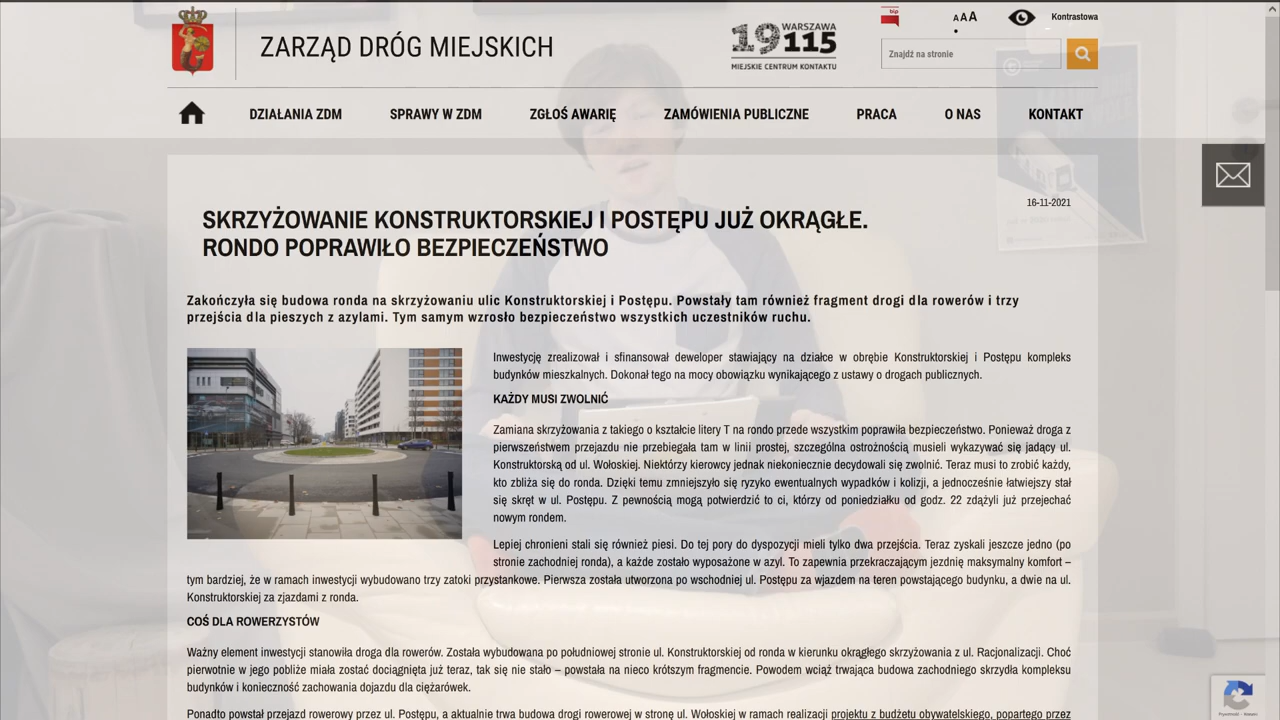 ZARZĄD DRÓG MIEJSKICH
WARSZAWA
19115
MIEJSKIE CENTRUM KONTAKTU
bip
A A A
Kontrastowa
Znajdź na stronie
DZIAŁANIA ZDM SPRAWY W ZDM ZGŁOŚ AWARIĘ ZAMÓWIENIA PUBLICZNE PRACA O NAS KONTAKT
16-11-2021
SKRZYŻOWANIE KONSTRUKTORSKIEJ I POSTĘPU JUŻ OKRĄGŁE.
RONDO POPRAWIŁO BEZPIECZEŃSTWO
Zakończyła się budowa ronda na skrzyżowaniu ulic Konstruktorskiej i Postępu. Powstały tam również fragment drogi dla rowerów i trzy
przejścia dla pieszych z azylami. Tym samym wzrosło bezpieczeństwo wszystkich uczestników ruchu.
Inwestycję zrealizował i sfinansował deweloper stawiający na działce w obrębie Konstruktorskiej i Postępu kompleks
budynków mieszkalnych. Dokonał tego na mocy obowiązku wynikającego z ustawy o drogach publicznych.
KAŻDY MUSI ZWOLNIĆ
Zamiana skrzyżowania z takiego o kształcie litery T na rondo przede wszystkim poprawiła bezpieczeństwo. Ponieważ droga z
pierwszeństwem przejazdu nie przebiegała tam w linii prostej, szczególną ostrożnością musieli wykazywać się jadący ul.
Konstruktorską od ul. Wołoskiej. Niektórzy kierowcy jednak niekoniecznie decydowali się zwolnić. Teraz musi to zrobić każdy,
kto zbliża się do ronda. Dzięki temu zmniejszyło się ryzyko ewentualnych wypadków i kolizji, a jednocześnie łatwiejszy stał
się skręt w ul. Postępu. Z pewnością mogą potwierdzić to ci, którzy od poniedziałku od godz. 22 zdążyli już przejechać
nowym rondem.
Lepiej chronieni stali się również piesi. Do tej pory do dyspozycji mieli tylko dwa przejścia. Teraz zyskali jeszcze jedno (po
stronie zachodniej ronda), a każde zostało wyposażone w azyl. To zapewnia przekraczającym jezdnię maksymalny komfort –
tym bardziej, że w ramach inwestycji wybudowano trzy zatoki przystankowe. Pierwsza została utworzona po wschodniej ul. Postępu za wjazdem na teren powstającego budynku, a dwie na ul.
Konstruktorskiej za zjazdami z ronda.
COŚ DLA ROWERZYSTÓW
Ważny element inwestycji stanowiła droga dla rowerów. Została wybudowana po południowej stronie ul. Konstruktorskiej od ronda w kierunku okrągłego skrzyżowania z ul. Racjonalizacji. Choć
pierwotnie w jego pobliże miała zostać dociągnięta już teraz, tak się nie stało – powstała na nieco krótszym fragmencie. Powodem wciąż trwająca budowa zachodniego skrzydła kompleksu
budynków i konieczność zachowania dojazdu dla ciężarówek.
Ponadto powstał przejazd rowerowy przez ul. Postępu, a aktualnie trwa budowa drogi rowerowej w stronę ul. Wołoskiej w ramach realizacji projektu z budżetu obywatelskiego, popartego przez